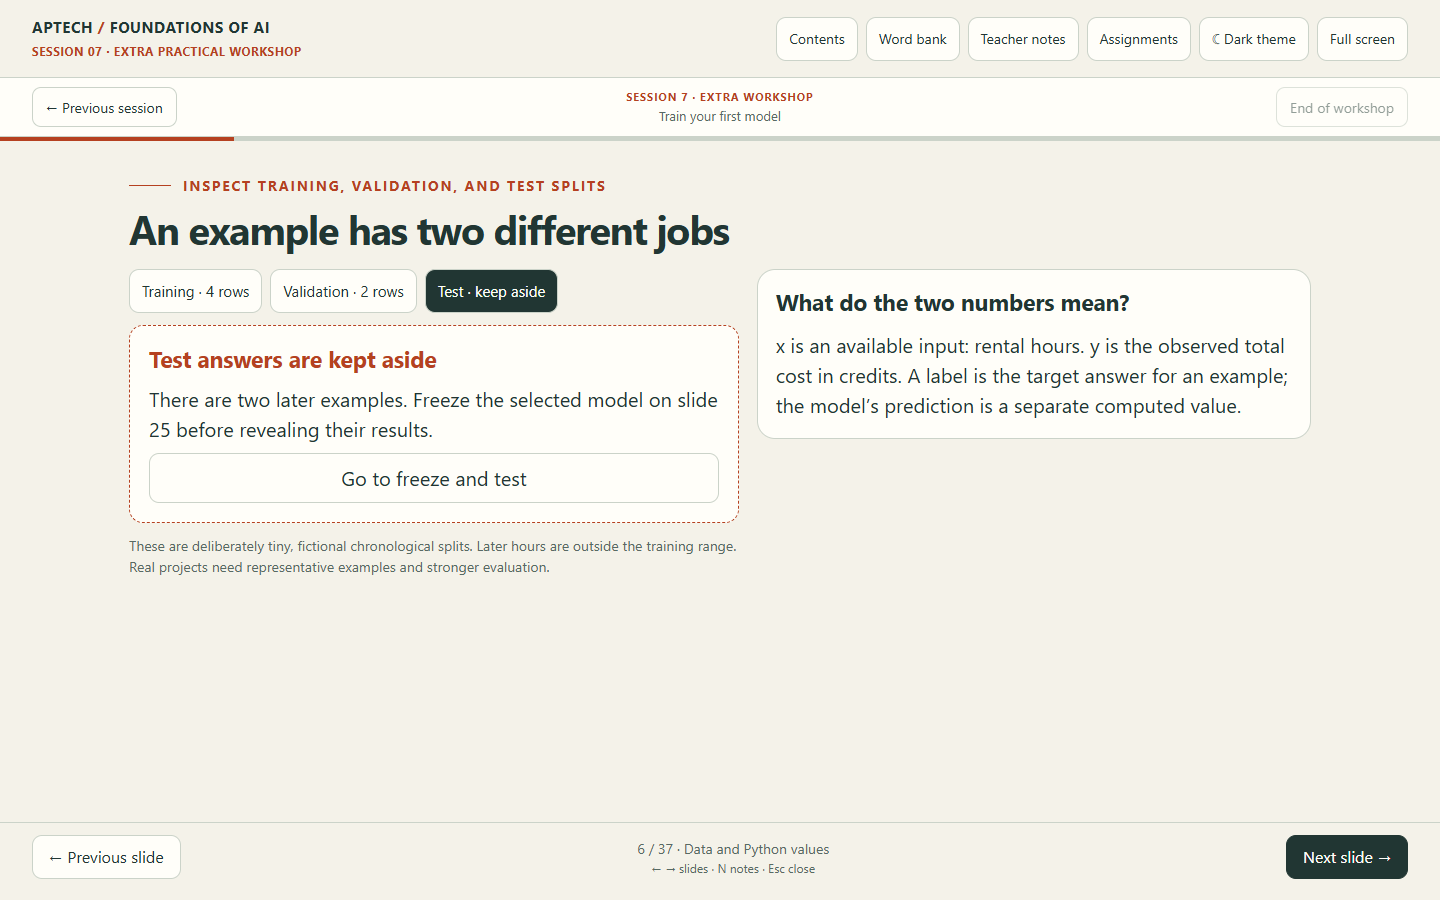 APTECH / FOUNDATIONS OF AI
SESSION 07 · EXTRA PRACTICAL WORKSHOP
Contents
Word bank
Teacher notes
Assignments
☾ Dark theme
Full screen
← Previous session
SESSION 7 · EXTRA WORKSHOP
Train your first model
End of workshop
INSPECT TRAINING, VALIDATION, AND TEST SPLITS
An example has two different jobs
Training · 4 rows
Validation · 2 rows
Test · keep aside
Test answers are kept aside
There are two later examples. Freeze the selected model on slide
25 before revealing their results.
Go to freeze and test
These are deliberately tiny, fictional chronological splits. Later hours are outside the training range.
Real projects need representative examples and stronger evaluation.
What do the two numbers mean?
x is an available input: rental hours. y is the observed total
cost in credits. A label is the target answer for an example;
the model’s prediction is a separate computed value.
← Previous slide
6 / 37 · Data and Python values
← → slides · N notes · Esc close
Next slide →